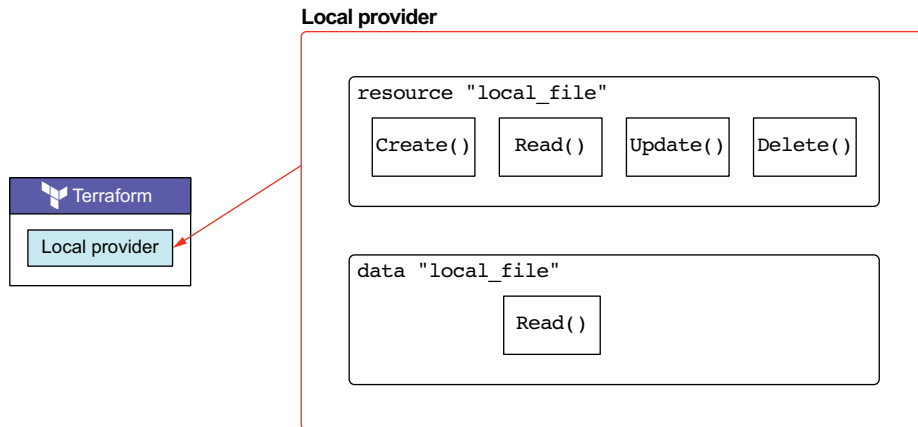 Local provider
resource "local_file"
Create()
Read()
Update()
Delete()
Terraform
Local provider
data "local_file"
Read()